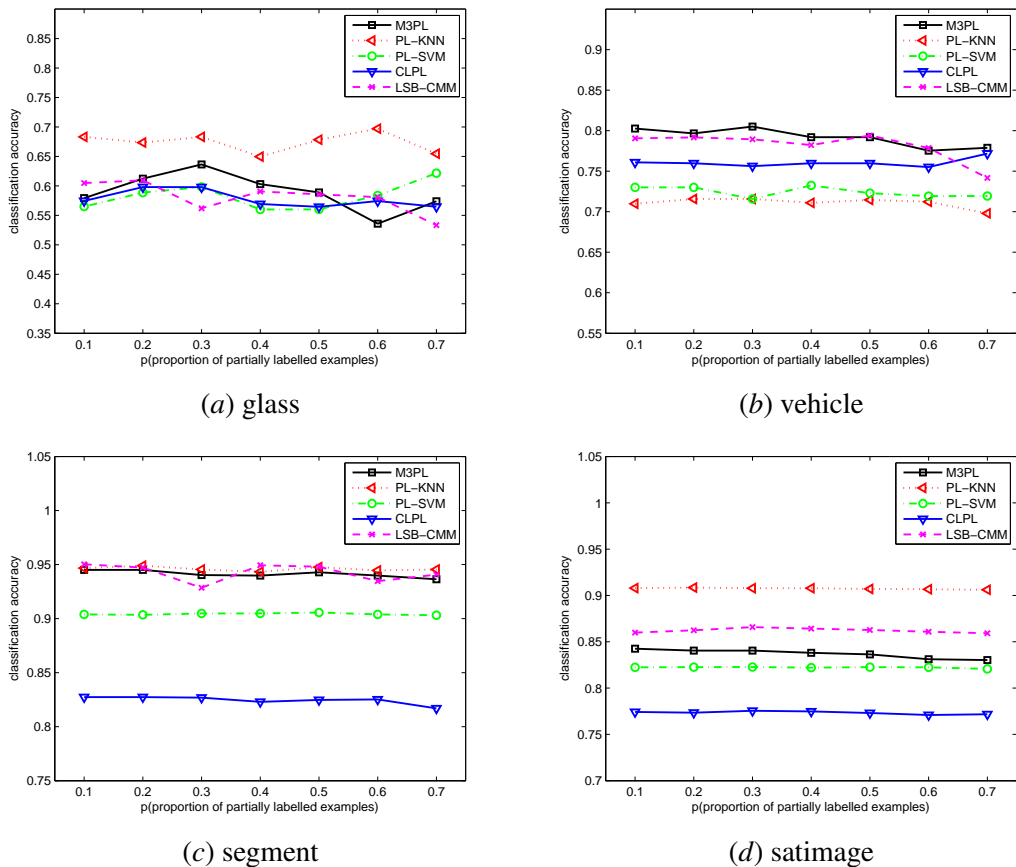 0.85
0.8
0.75
0.7
0.65
0.6
0.55
0.5
0.45
0.4
0.35
classification accuracy
0.1 0.2 0.3 0.4 0.5 0.6 0.7
p(proportion of partially labelled examples)
M3PL
PL−KNN
PL−SVM
CLPL
LSB−CMM
(a) glass
0.9
0.85
0.8
0.75
0.7
0.65
0.6
0.55
classification accuracy
0.1 0.2 0.3 0.4 0.5 0.6 0.7
p(proportion of partially labelled examples)
M3PL
PL−KNN
PL−SVM
CLPL
LSB−CMM
(b) vehicle
1.05
1
0.95
0.9
0.85
0.8
0.75
classification accuracy
0.1 0.2 0.3 0.4 0.5 0.6 0.7
p(proportion of partially labelled examples)
M3PL
PL−KNN
PL−SVM
CLPL
LSB−CMM
(c) segment
1.05
1
0.95
0.9
0.85
0.8
0.75
0.7
classification accuracy
0.1 0.2 0.3 0.4 0.5 0.6 0.7
p(proportion of partially labelled examples)
M3PL
PL−KNN
PL−SVM
CLPL
LSB−CMM
(d) satimage